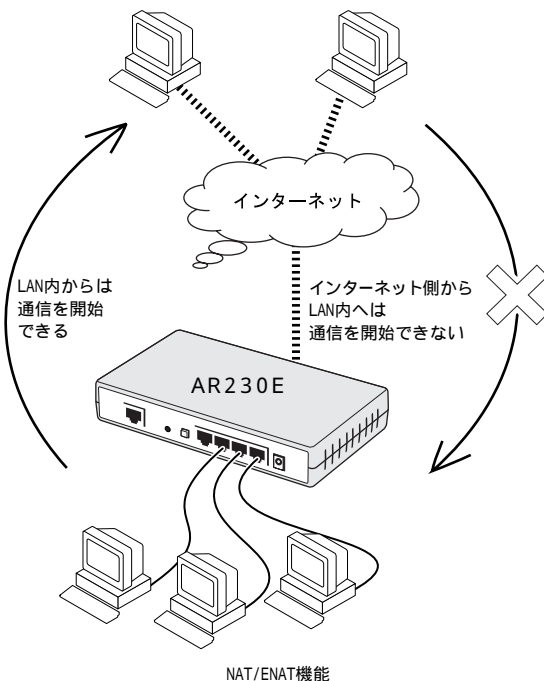 インターネット
LAN内からは
通信を開始
できる
インターネット側から
LAN内へは
通信を開始できない
AR230E
NAT/ENAT機能